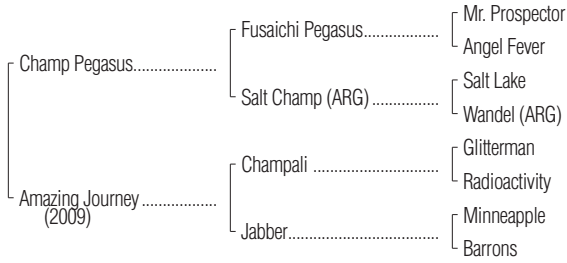 Mr. Prospector
Fusaichi Pegasus...................
Angel Fever
Champ Pegasus.....................
Salt Lake
Salt Champ (ARG) .................
Wandel (ARG)
Glitterman
Champali ................................
Radioactivity
Amazing Journey ...................
(2009)
Minneapple
Jabber......................................
Barrons